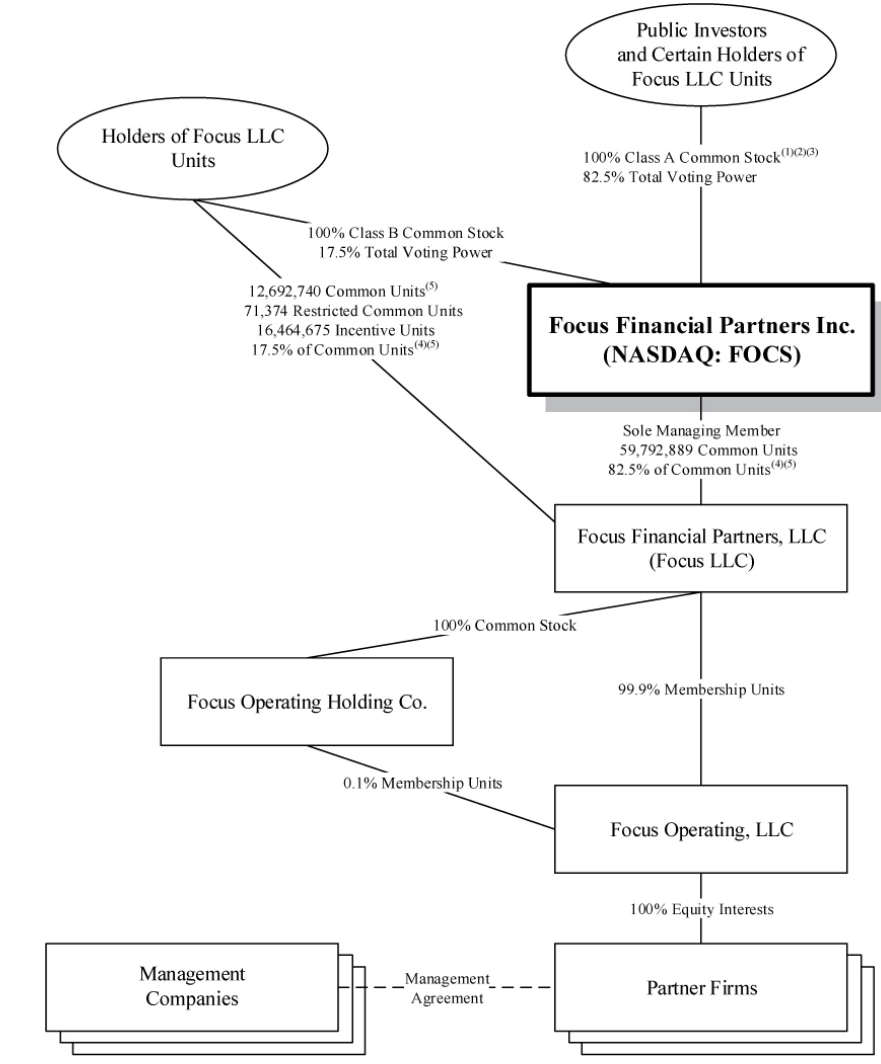 Public Investors
and Certain Holders of
Focus LLC Units
Holders of Focus LLC
Units
100% Class A Common Stock(1)(2)(3)
82.5% Total Voting Power
100% Class B Common Stock
17.5% Total Voting Power
12,692,740 Common Units(5)
71,374 Restricted Common Units
16,464,675 Incentive Units
17.5% of Common Units(4)(5)
Focus Financial Partners Inc.
(NASDAQ: FOCS)
Sole Managing Member
59,792,889 Common Units
82.5% of Common Units(4)(5)
Focus Financial Partners, LLC
(Focus LLC)
100% Common Stock
Focus Operating Holding Co.
99.9% Membership Units
0.1% Membership Units
Focus Operating, LLC
100% Equity Interests
Management
Companies
Management
Agreement
Partner Firms